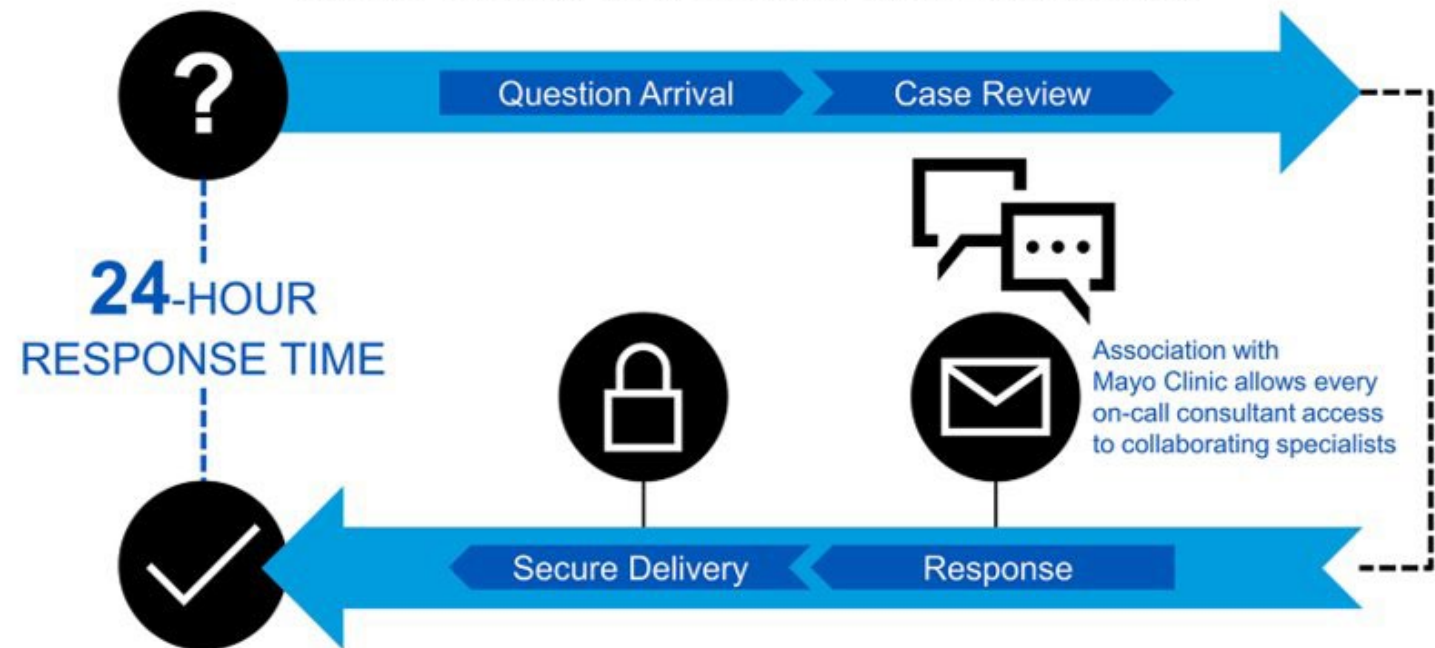 Question Arrival
Case Review
24-HOUR
RESPONSE TIME
Association with
Mayo Clinic allows every
on-call consultant access
to collaborating specialists
Secure Delivery
Response